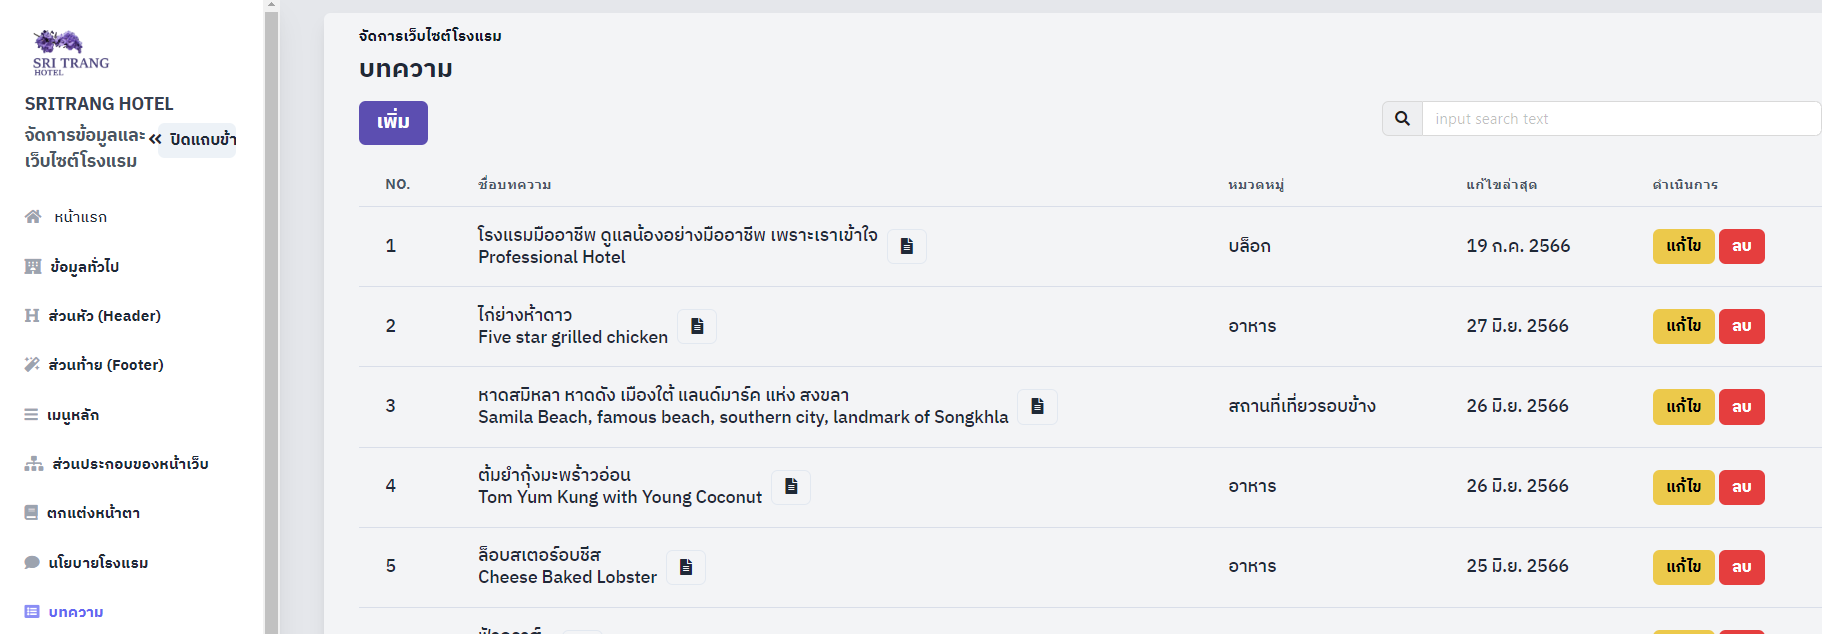 SRI TRANG
HOTEL
SRITRANG HOTEL
จัดการข้อมูลและ
เว็บไซต์โรงแรม
ปิดแถบข้า
หน้าแรก
ข้อมูลทั่วไป
ส่วนหัว (Header)
ส่วนท้าย (Footer)
เมนูหลัก
ส่วนประกอบของหน้าเว็บ
ตกแต่งหน้าตา
นโยบายโรงแรม
บทความ
จัดการเว็บไซต์โรงแรม
บทความ
เพิ่ม
input search text
NO. ชื่อบทความ หมวดหมู่ แก้ไขล่าสุด ดำเนินการ
1 โรงแรมมืออาชีพ ดูแลน้องอย่างมืออาชีพ เพราะเราเข้าใจ
Professional Hotel
บล็อก 19 ก.ค. 2566 แก้ไข ลบ
2 ไก่ย่างห้าดาว
Five star grilled chicken
อาหาร 27 มิ.ย. 2566 แก้ไข ลบ
3 หาดสมิหลา หาดดัง เมืองใต้ แลนด์มาร์ค แห่ง สงขลา
Samila Beach, famous beach, southern city, landmark of Songkhla
สถานที่เที่ยวรอบข้าง 26 มิ.ย. 2566 แก้ไข ลบ
4 ต้มยำกุ้งมะพร้าวอ่อน
Tom Yum Kung with Young Coconut
อาหาร 26 มิ.ย. 2566 แก้ไข ลบ
5 ล็อบสเตอร์อบชีส
Cheese Baked Lobster
อาหาร 25 มิ.ย. 2566 แก้ไข ลบ